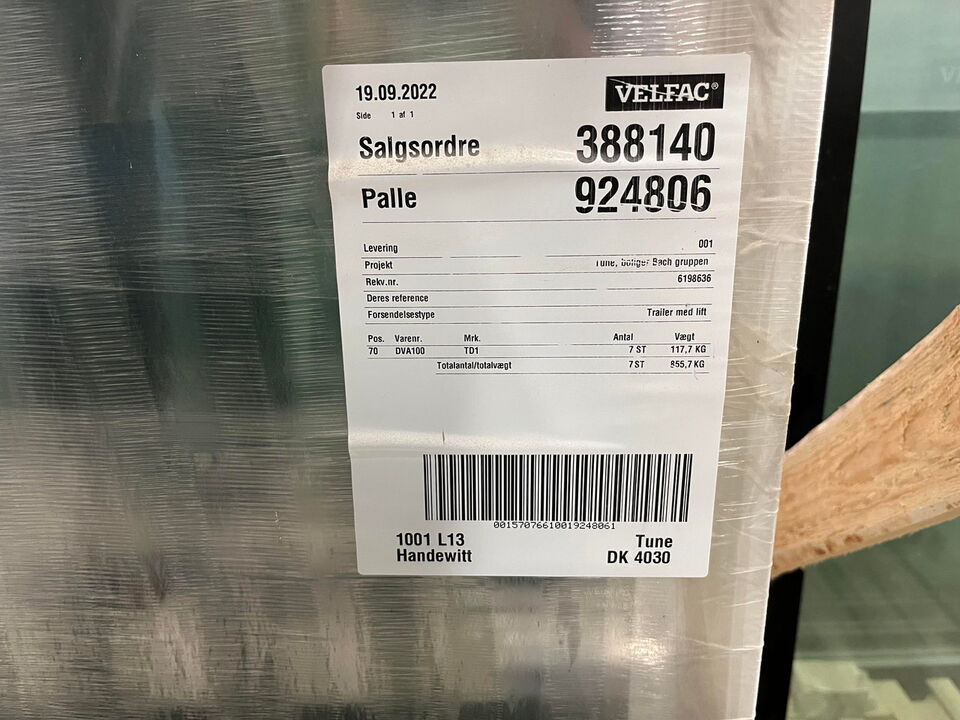 19.09.2022
VELFAC®
Side 1 af 1
Salgsordre 388140
Palle 924806
Levering 001
Projekt Tune, boliger Bach gruppen
Rekv.nr. 6198636
Deres reference
Forsendelsestype Trailer med lift
Pos. Varenr. Mrk. Antal Vægt
70 DVA100 TD1 7 ST 117,7 KG
Totalantal/totalvægt 7 ST 855,7 KG
00157076610019248061
1001 L13 Tune
Handewitt DK 4030